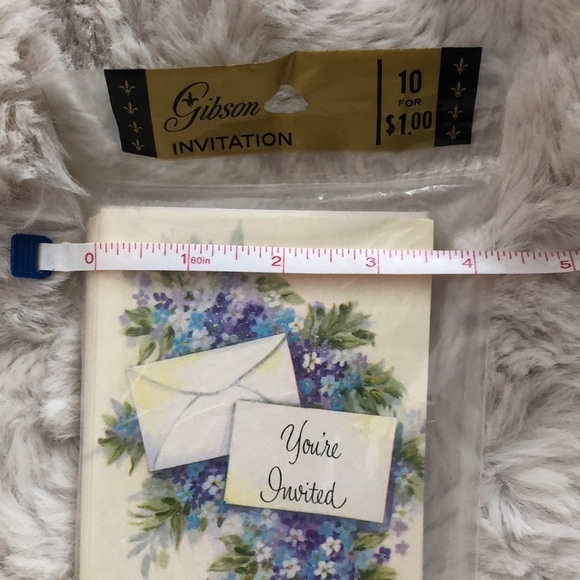 Gibson
INVITATION
10
FOR
$1.00
0 1 2 3 4 5
60in
You're
Invited